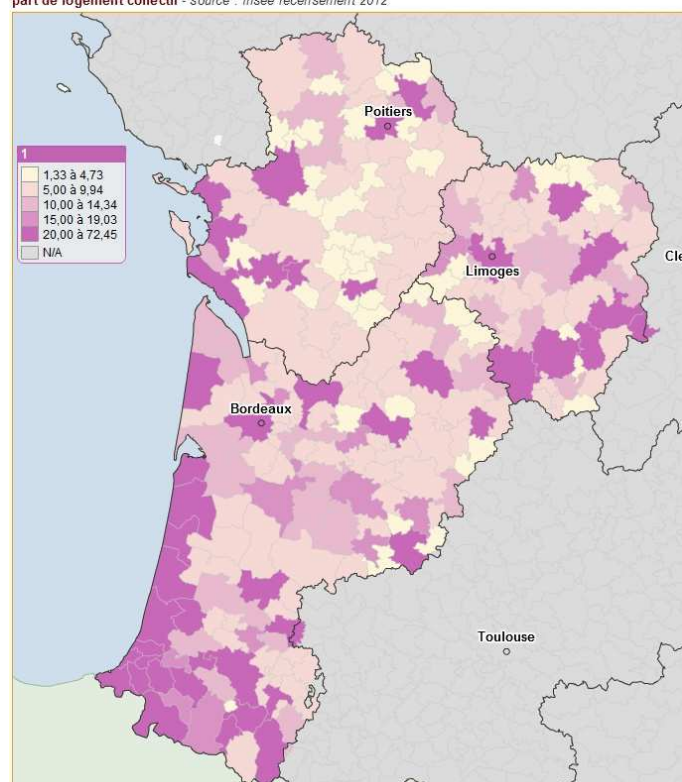 part de logement collectif - source : Insee recensement 2012
Poitiers
1
1,33 à 4,73
5,00 à 9,94
10,00 à 14,34
15,00 à 19,03
20,00 à 72,45
N/A
Limoges
Cle
Bordeaux
Toulouse